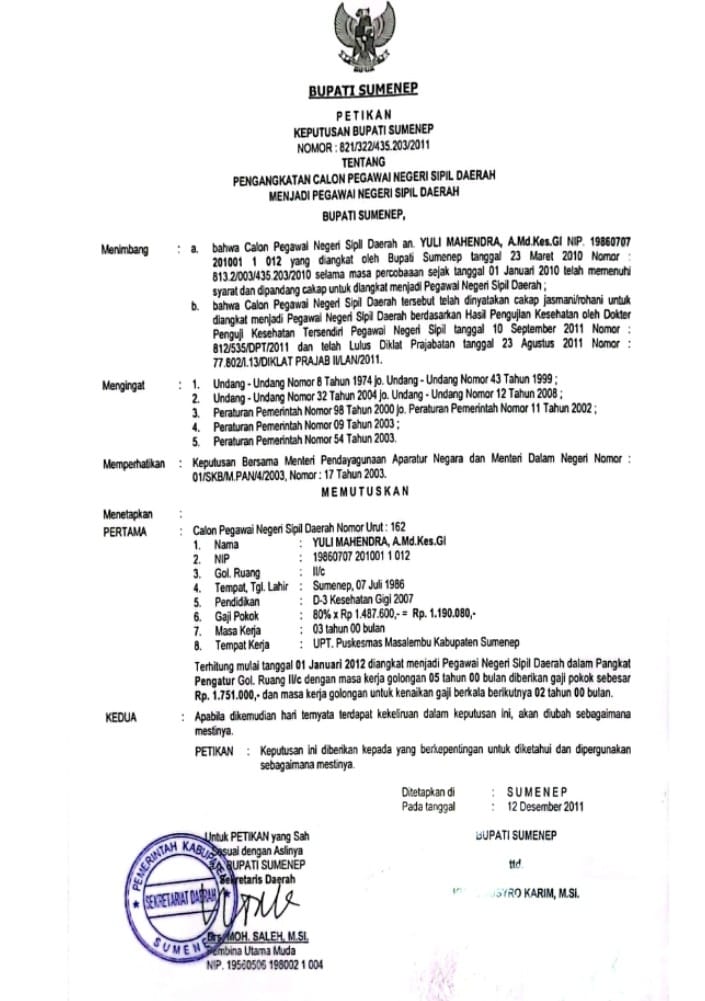 BUPATI SUMENEP
PETIKAN
KEPUTUSAN BUPATI SUMENEP
NOMOR : 821/322/435.203/2011
TENTANG
PENGANGKATAN CALON PEGAWAI NEGERI SIPIL DAERAH
MENJADI PEGAWAI NEGERI SIPIL DAERAH
BUPATI SUMENEP,
Menimbang : a. bahwa Calon Pegawai Negeri Sipil Daerah an. YULI MAHENDRA, A.Md.Kes.GI NIP. 19860707
201001 1 012 yang diangkat oleh Bupati Sumenep tanggal 23 Maret 2010 Nomor :
813.2/003/435.203/2010 selama masa percobaaan sejak tanggal 01 Januari 2010 telah memenuhi
syarat dan dipandang cakap untuk diangkat menjadi Pegawai Negeri Sipil Daerah ;
b. bahwa Calon Pegawai Negeri Sipil Daerah tersebut telah dinyatakan cakap jasmani/rohani untuk
diangkat menjadi Pegawai Negeri Sipil Daerah berdasarkan Hasil Pengujian Kesehatan oleh Dokter
Penguji Kesehatan Tersendiri Pegawai Negeri Sipil tanggal 10 September 2011 Nomor :
812/535/DPT/2011 dan telah Lulus Diklat Prajabatan tanggal 23 Agustus 2011 Nomor :
77.802/I.13/DIKLAT PRAJAB II/LAN/2011.
Mengingat : 1. Undang - Undang Nomor 8 Tahun 1974 jo. Undang - Undang Nomor 43 Tahun 1999 ;
2. Undang - Undang Nomor 32 Tahun 2004 jo. Undang - Undang Nomor 12 Tahun 2008 ;
3. Peraturan Pemerintah Nomor 98 Tahun 2000 jo. Peraturan Pemerintah Nomor 11 Tahun 2002 ;
4. Peraturan Pemerintah Nomor 09 Tahun 2003 ;
5. Peraturan Pemerintah Nomor 54 Tahun 2003.
Memperhatikan : Keputusan Bersama Menteri Pendayagunaan Aparatur Negara dan Menteri Dalam Negeri Nomor :
01/SKB/M.PAN/4/2003, Nomor : 17 Tahun 2003.
MEMUTUSKAN
Menetapkan :
PERTAMA : Calon Pegawai Negeri Sipil Daerah Nomor Urut : 162
1. Nama : YULI MAHENDRA, A.Md.Kes.GI
2. NIP : 19860707 201001 1 012
3. Gol. Ruang : II/c
4. Tempat, Tgl. Lahir : Sumenep, 07 Juli 1986
5. Pendidikan : D-3 Kesehatan Gigi 2007
6. Gaji Pokok : 80% x Rp 1.487.600,- = Rp. 1.190.080,-
7. Masa Kerja : 03 tahun 00 bulan
8. Tempat Kerja : UPT. Puskesmas Masalembu Kabupaten Sumenep
Terhitung mulai tanggal 01 Januari 2012 diangkat menjadi Pegawai Negeri Sipil Daerah dalam Pangkat
Pengatur Gol. Ruang II/c dengan masa kerja golongan 05 tahun 00 bulan diberikan gaji pokok sebesar
Rp. 1.751.000,- dan masa kerja golongan untuk kenaikan gaji berkala berikutnya 02 tahun 00 bulan.
KEDUA : Apabila dikemudian hari ternyata terdapat kekeliruan dalam keputusan ini, akan diubah sebagaimana
mestinya.
PETIKAN : Keputusan ini diberikan kepada yang berkepentingan untuk diketahui dan dipergunakan
sebagaimana mestinya.
Ditetapkan di : SUMENEP
Pada tanggal : 12 Desember 2011
BUPATI SUMENEP
ttd.
KARIM, M.Si.
Untuk PETIKAN yang Sah
Sesuai dengan Aslinya
BUPATI SUMENEP
Sekretaris Daerah
PEMERINTAH KABUPATEN
SEKRETARIAT DAERAH
SUMENEP
Drs. MOH. SALEH, M.Si.
Pembina Utama Muda
NIP. 19560506 198002 1 004